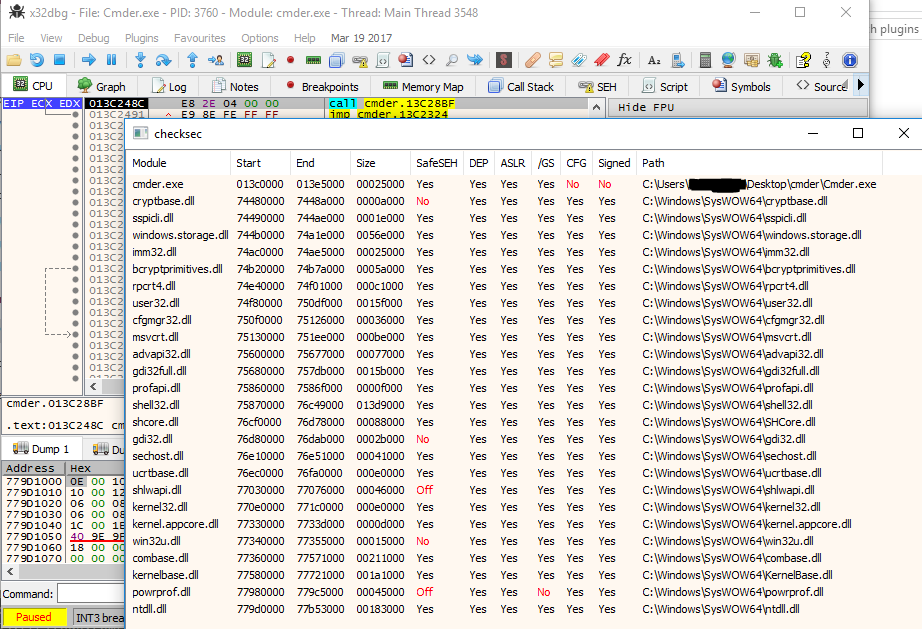 x32dbg - File: Cmder.exe - PID: 3760 - Module: cmder.exe - Thread: Main Thread 3548
File View Debug Plugins Favourites Options Help Mar 19 2017
h plugins
CPU Graph Log Notes Breakpoints Memory Map Call Stack SEH Script Symbols Source
EIP ECX EDX 013C248C E8 2E 04 00 00 call cmder.13C28BF Hide FPU
013C2491 E9 8E FE FF FF jmp cmder.13C2324
checksec
Module Start End Size SafeSEH DEP ASLR /GS CFG Signed Path
cmder.exe 013c0000 013e5000 00025000 Yes Yes Yes Yes No No C:\Users\ \Desktop\cmder\Cmder.exe
cryptbase.dll 74480000 7448a000 0000a000 No Yes Yes Yes Yes Yes C:\Windows\SysWOW64\cryptbase.dll
sspicli.dll 74490000 744ae000 0001e000 Yes Yes Yes Yes Yes Yes C:\Windows\SysWOW64\sspicli.dll
windows.storage.dll 744b0000 74a1e000 0056e000 Yes Yes Yes Yes Yes Yes C:\Windows\SysWOW64\windows.storage.dll
imm32.dll 74ac0000 74ae5000 00025000 Yes Yes Yes Yes Yes Yes C:\Windows\SysWOW64\imm32.dll
bcryptprimitives.dll 74b20000 74b7a000 0005a000 Yes Yes Yes Yes Yes Yes C:\Windows\SysWOW64\bcryptprimitives.dll
rpcrt4.dll 74e40000 74f01000 000c1000 Yes Yes Yes Yes Yes Yes C:\Windows\SysWOW64\rpcrt4.dll
user32.dll 74f80000 750df000 0015f000 Yes Yes Yes Yes Yes Yes C:\Windows\SysWOW64\user32.dll
cfgmgr32.dll 750f0000 75126000 00036000 Yes Yes Yes Yes Yes Yes C:\Windows\SysWOW64\cfgmgr32.dll
msvcrt.dll 75130000 751ee000 000be000 Yes Yes Yes Yes Yes Yes C:\Windows\SysWOW64\msvcrt.dll
advapi32.dll 75600000 75677000 00077000 Yes Yes Yes Yes Yes Yes C:\Windows\SysWOW64\advapi32.dll
gdi32full.dll 75680000 757db000 0015b000 Yes Yes Yes Yes Yes Yes C:\Windows\SysWOW64\gdi32full.dll
profapi.dll 75860000 7586f000 0000f000 Yes Yes Yes Yes Yes Yes C:\Windows\SysWOW64\profapi.dll
shell32.dll 75870000 76c49000 013d9000 Yes Yes Yes Yes Yes Yes C:\Windows\SysWOW64\shell32.dll
shcore.dll 76cf0000 76d78000 00088000 Yes Yes Yes Yes Yes Yes C:\Windows\SysWOW64\SHCore.dll
gdi32.dll 76d80000 76dab000 0002b000 No Yes Yes Yes Yes Yes C:\Windows\SysWOW64\gdi32.dll
sechost.dll 76e10000 76e51000 00041000 Yes Yes Yes Yes Yes Yes C:\Windows\SysWOW64\sechost.dll
ucrtbase.dll 76ec0000 76fa0000 000e0000 Yes Yes Yes Yes Yes Yes C:\Windows\SysWOW64\ucrtbase.dll
shlwapi.dll 77030000 77076000 00046000 Off Yes Yes Yes Yes Yes C:\Windows\SysWOW64\shlwapi.dll
kernel32.dll 770e0000 771c0000 000e0000 Yes Yes Yes Yes Yes Yes C:\Windows\SysWOW64\kernel32.dll
kernel.appcore.dll 77330000 7733d000 0000d000 Yes Yes Yes Yes Yes Yes C:\Windows\SysWOW64\kernel.appcore.dll
win32u.dll 77340000 77355000 00015000 No Yes Yes Yes Yes Yes C:\Windows\SysWOW64\win32u.dll
combase.dll 77360000 77571000 00211000 Yes Yes Yes Yes Yes Yes C:\Windows\SysWOW64\combase.dll
kernelbase.dll 77580000 77721000 001a1000 Yes Yes Yes Yes Yes Yes C:\Windows\SysWOW64\KernelBase.dll
powrprof.dll 77980000 779c5000 00045000 Off Yes Yes No Yes Yes C:\Windows\SysWOW64\powrprof.dll
ntdll.dll 779d0000 77b53000 00183000 Yes Yes Yes Yes Yes Yes C:\Windows\SysWOW64\ntdll.dll
cmder.013C28BF
.text:013C248C cm
Dump 1 Du
Address Hex
779D1000 0E 00 10
779D1010 10 00 12
779D1020 06 00 08
779D1030 06 00 08
779D1040 1C 00 1E
779D1050 40 9E 9F
779D1060 18 00 00
779D1070 00 00 00
Command:
Paused INT3 brea